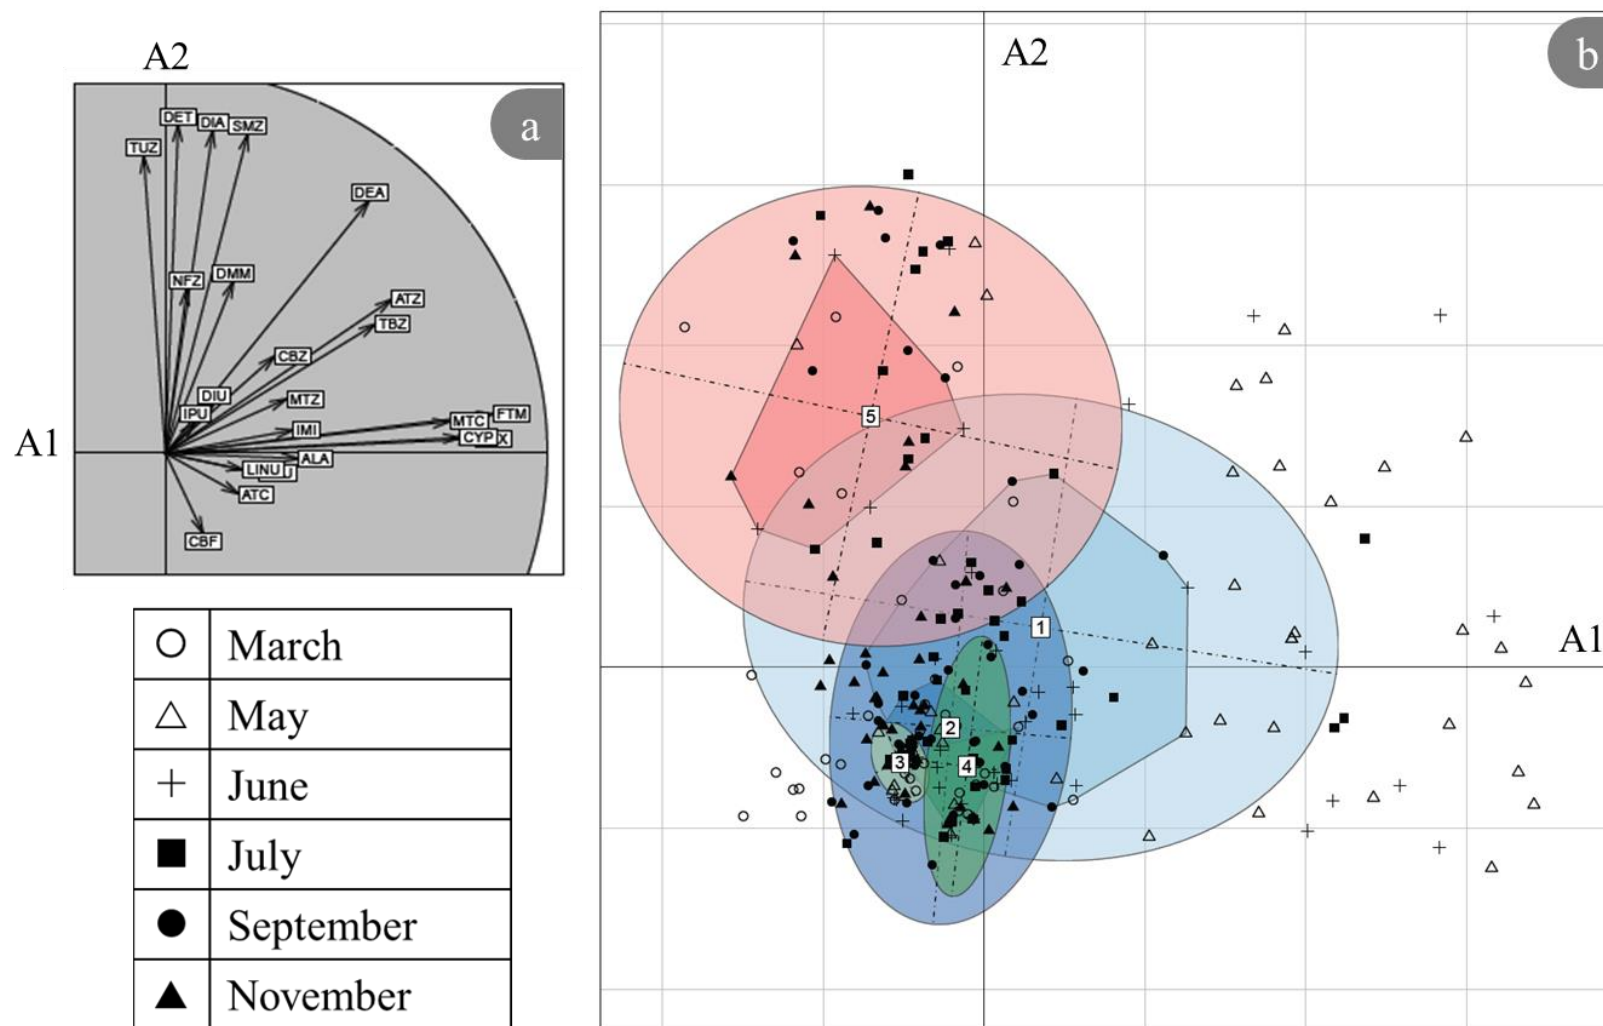 A2
a
DET
DIA
SMZ
TUZ
DEA
NFZ
DMM
ATZ
TBZ
CBZ
DIU
MTZ
IPU
FTM
MTC
IMI
CYP
X
A1
ALA
LINU
ATC
CBF
March
May
June
July
September
November
A2
b
5
1
A1
2
3
4